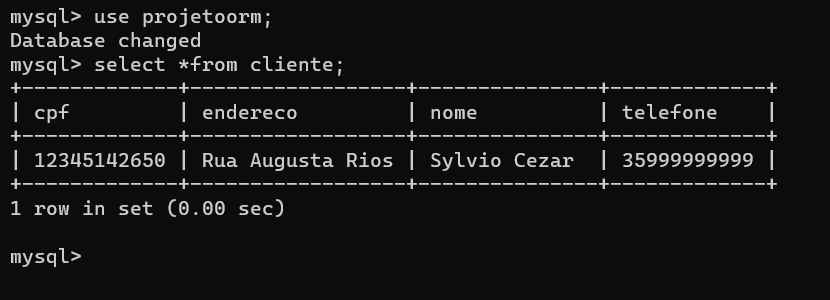 mysql> use projetoorm;
Database changed
mysql> select *from cliente;
+-------------+------------------+---------------+-------------+
| cpf         | endereco         | nome          | telefone    |
+-------------+------------------+---------------+-------------+
| 12345142650 | Rua Augusta Rios | Sylvio Cezar  | 35999999999 |
+-------------+------------------+---------------+-------------+
1 row in set (0.00 sec)
mysql>